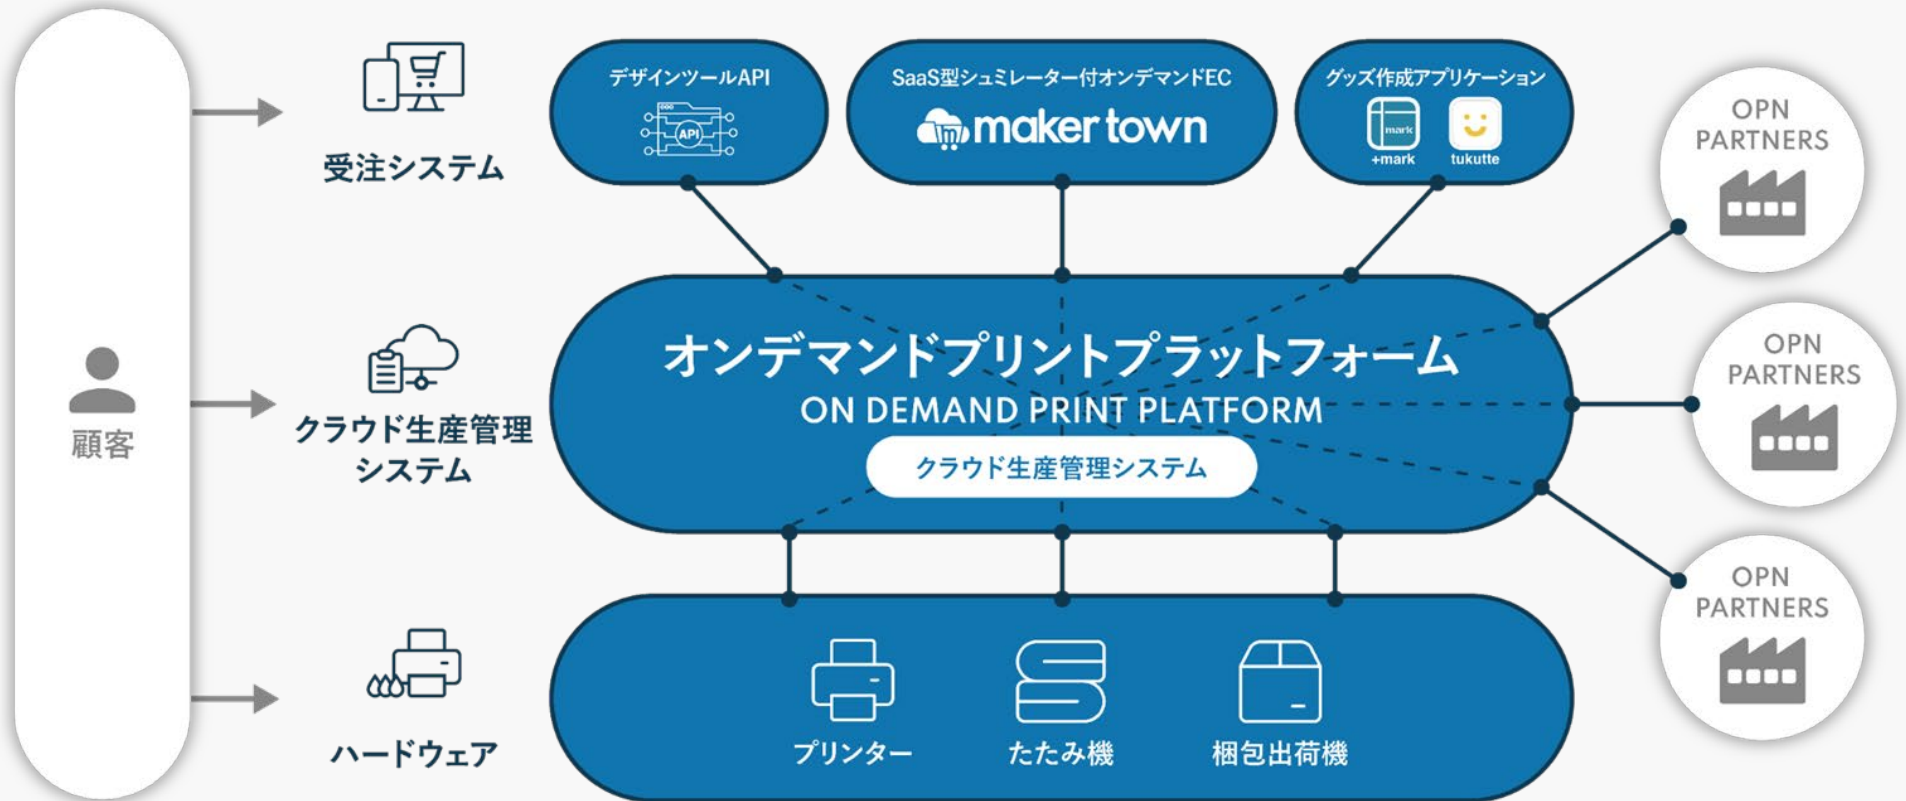 顧客
受注システム
クラウド生産管理
システム
ハードウェア
デザインツールAPI
API
SaaS型シュミレーター付オンデマンドEC
m maker town
グッズ作成アプリケーション
mark
+mark
tukutte
オンデマンドプリントプラットフォーム
ON DEMAND PRINT PLATFORM
クラウド生産管理システム
プリンター
たたみ機
梱包出荷機
OPN
PARTNERS
OPN
PARTNERS
OPN
PARTNERS